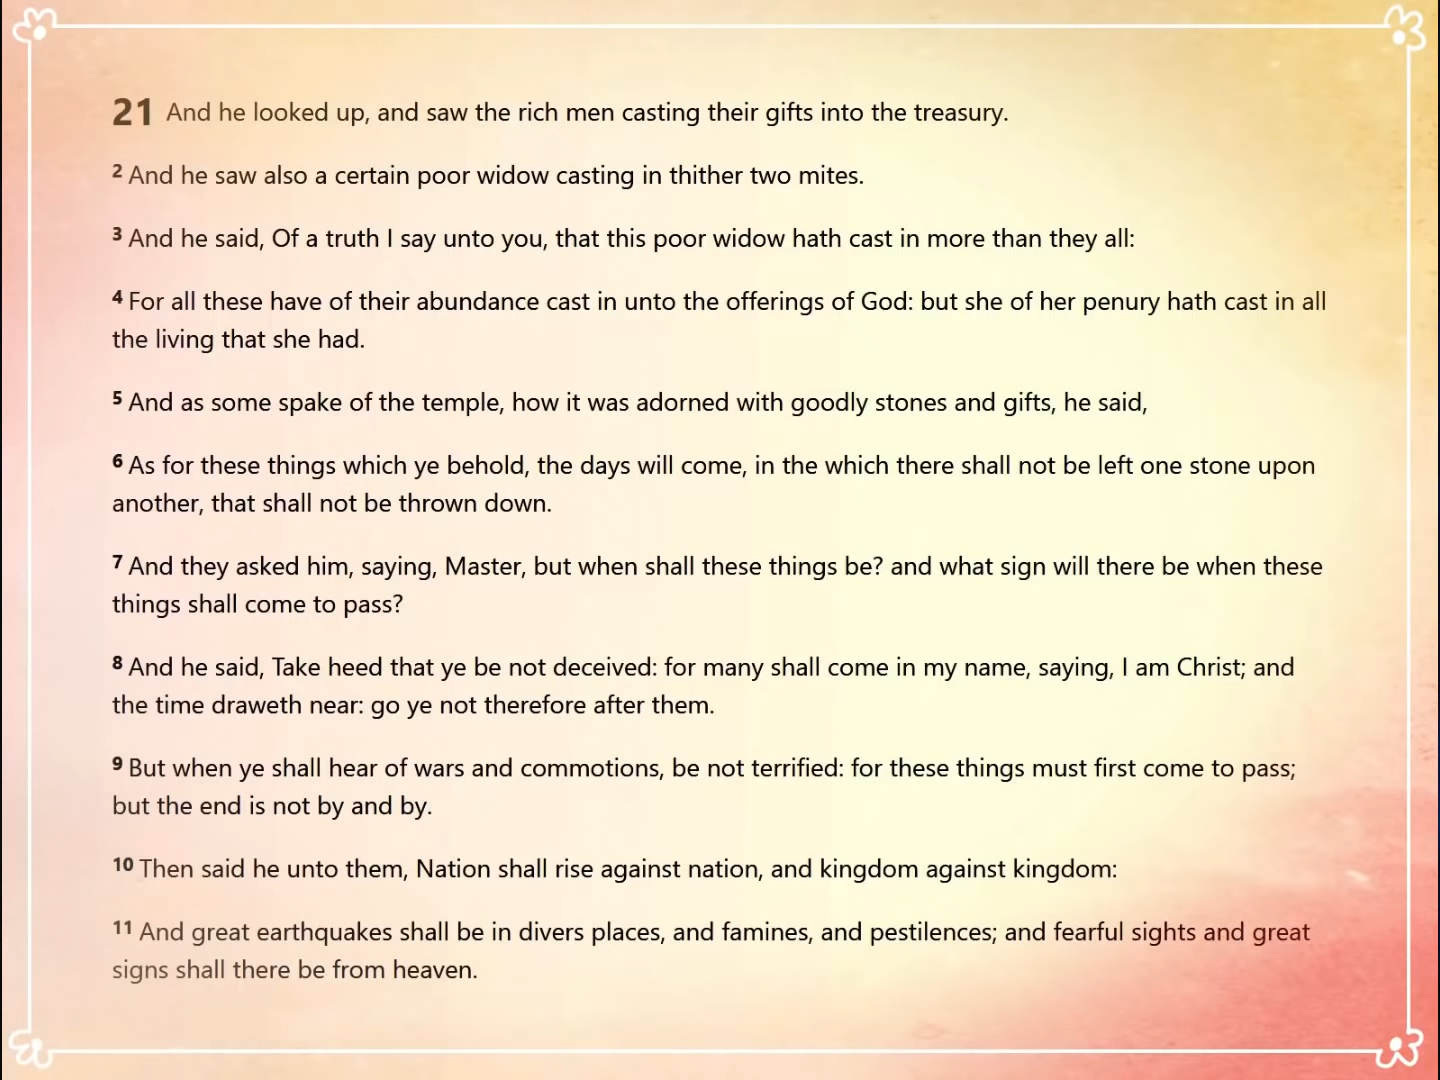 21 And he looked up, and saw the rich men casting their gifts into the treasury.
2 And he saw also a certain poor widow casting in thither two mites.
3 And he said, Of a truth I say unto you, that this poor widow hath cast in more than they all:
4 For all these have of their abundance cast in unto the offerings of God: but she of her penury hath cast in all
the living that she had.
5 And as some spake of the temple, how it was adorned with goodly stones and gifts, he said,
6 As for these things which ye behold, the days will come, in the which there shall not be left one stone upon
another, that shall not be thrown down.
7 And they asked him, saying, Master, but when shall these things be? and what sign will there be when these
things shall come to pass?
8 And he said, Take heed that ye be not deceived: for many shall come in my name, saying, I am Christ; and
the time draweth near: go ye not therefore after them.
9 But when ye shall hear of wars and commotions, be not terrified: for these things must first come to pass;
but the end is not by and by.
10 Then said he unto them, Nation shall rise against nation, and kingdom against kingdom:
11 And great earthquakes shall be in divers places, and famines, and pestilences; and fearful sights and great
signs shall there be from heaven.